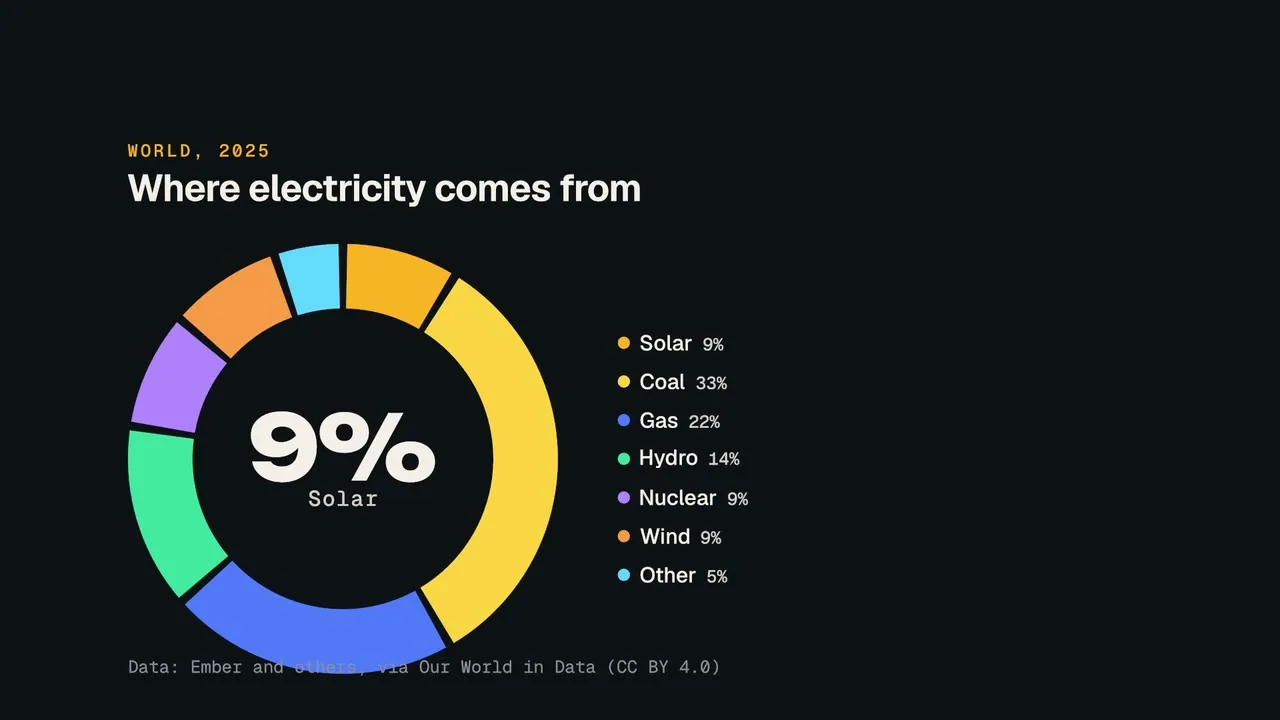 WORLD, 2025
Where electricity comes from
9%
Solar
Solar 9%
Coal 33%
Gas 22%
Hydro 14%
Nuclear 9%
Wind 9%
Other 5%
Data: Ember and others, via Our World in Data (CC BY 4.0)